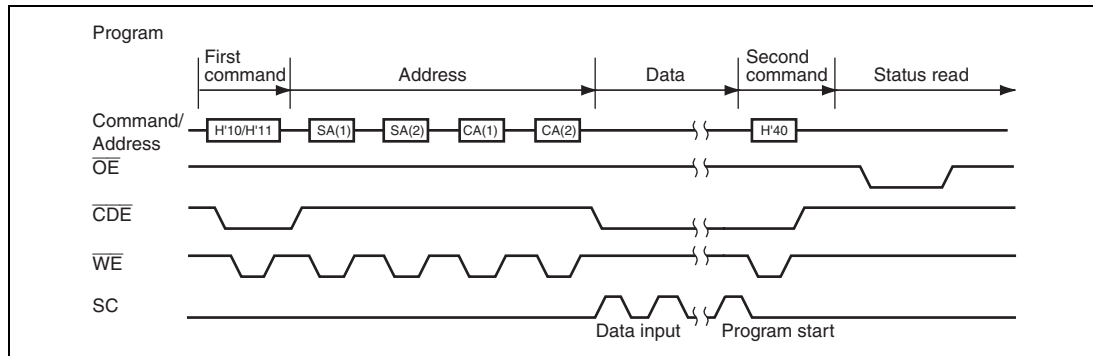 Program
First command
Address
Data
Second command
Status read
Command/
Address
H'10/H'11
SA(1)
SA(2)
CA(1)
CA(2)
H'40
OE
CDE
WE
SC
Data input
Program start